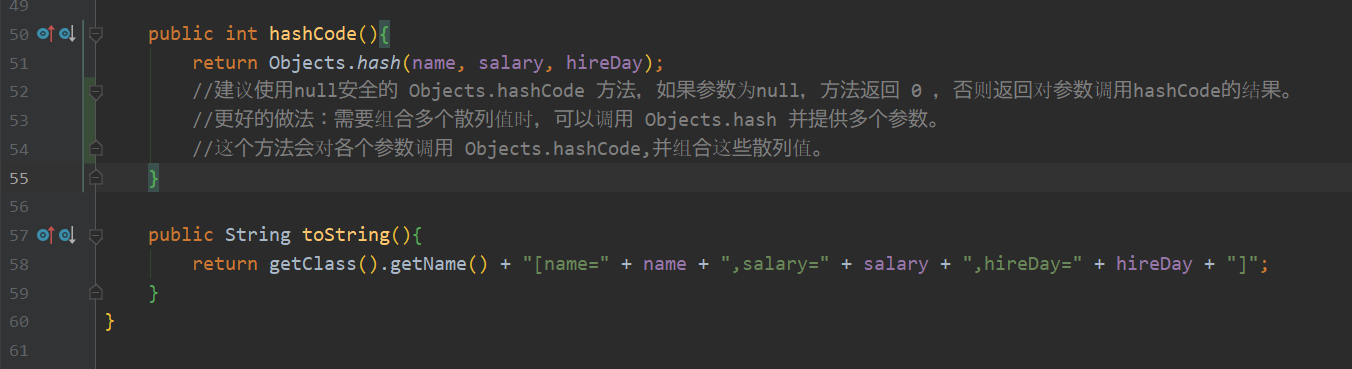 49
50 public int hashCode(){
51 return Objects.hash(name, salary, hireDay);
52 //建议使用null安全的 Objects.hashCode 方法，如果参数为null，方法返回 0 ，否则返回对参数调用hashCode的结果。
53 //更好的做法：需要组合多个散列值时，可以调用 Objects.hash 并提供多个参数。
54 //这个方法会对各个参数调用 Objects.hashCode,并组合这些散列值。
55 }
56
57 public String toString(){
58 return getClass().getName() + "[name=" + name + ",salary=" + salary + ",hireDay=" + hireDay + "]";
59 }
60 }
61